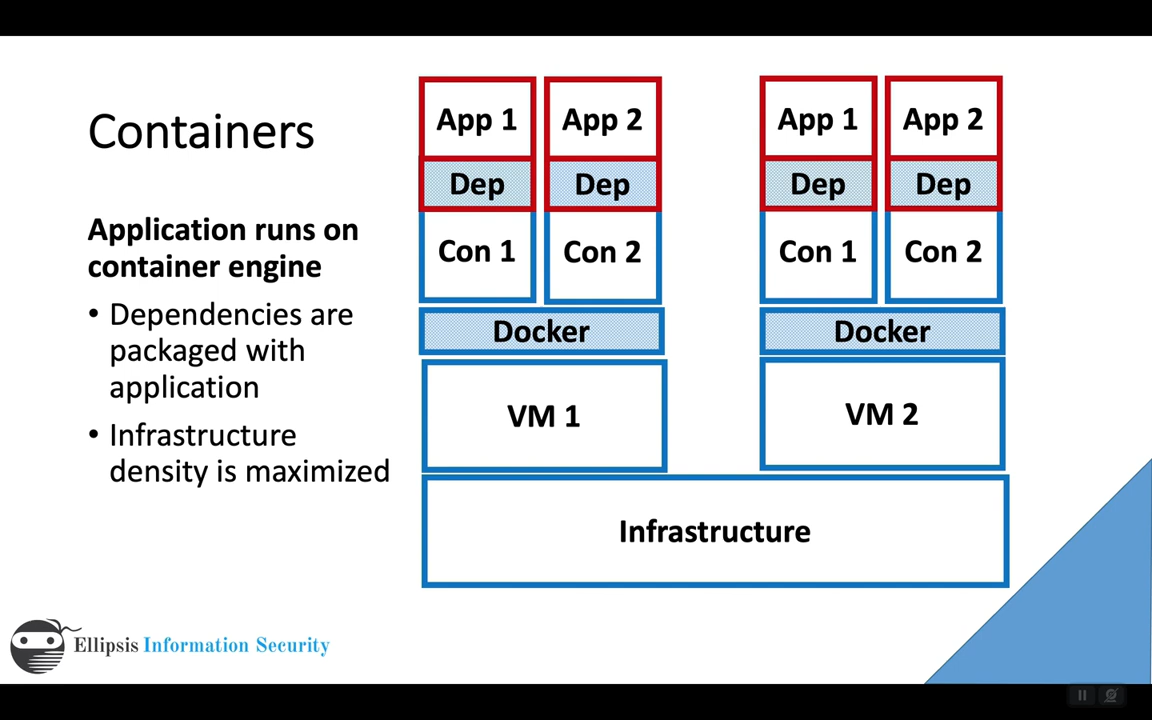 Containers
Application runs on
container engine
• Dependencies are
packaged with
application
• Infrastructure
density is maximized
App 1 App 2 App 1 App 2
Dep Dep Dep Dep
Con 1 Con 2 Con 1 Con 2
Docker Docker
VM 1 VM 2
Infrastructure
Ellipsis Information Security